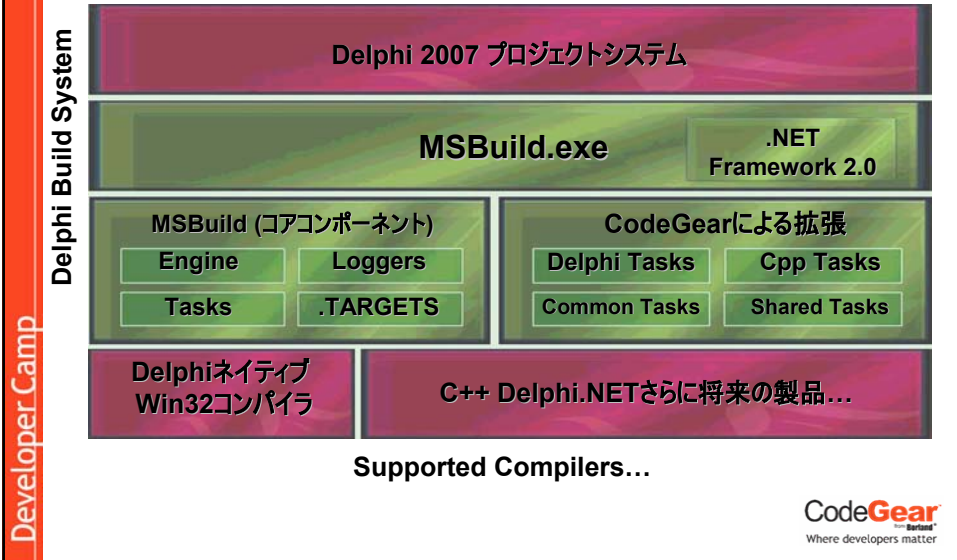 Developer Camp
Delphi Build System
Delphi 2007 プロジェクトシステム
MSBuild.exe
.NET
Framework 2.0
MSBuild (コアコンポーネント)
Engine
Loggers
Tasks
.TARGETS
CodeGearによる拡張
Delphi Tasks
Cpp Tasks
Common Tasks
Shared Tasks
Delphiネイティブ
Win32コンパイラ
C++ Delphi.NETさらに将来の製品…
Supported Compilers…
CodeGear
from Borland
Where developers matter